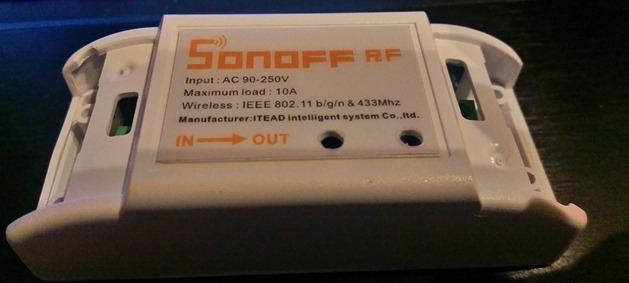 SONOFF RF
Input : AC 90-250V
Maximum load : 10A
Wireless : IEEE 802.11 b/g/n & 433Mhz
Manufacturer:ITEAD intelligent system Co.,ltd.
IN OUT